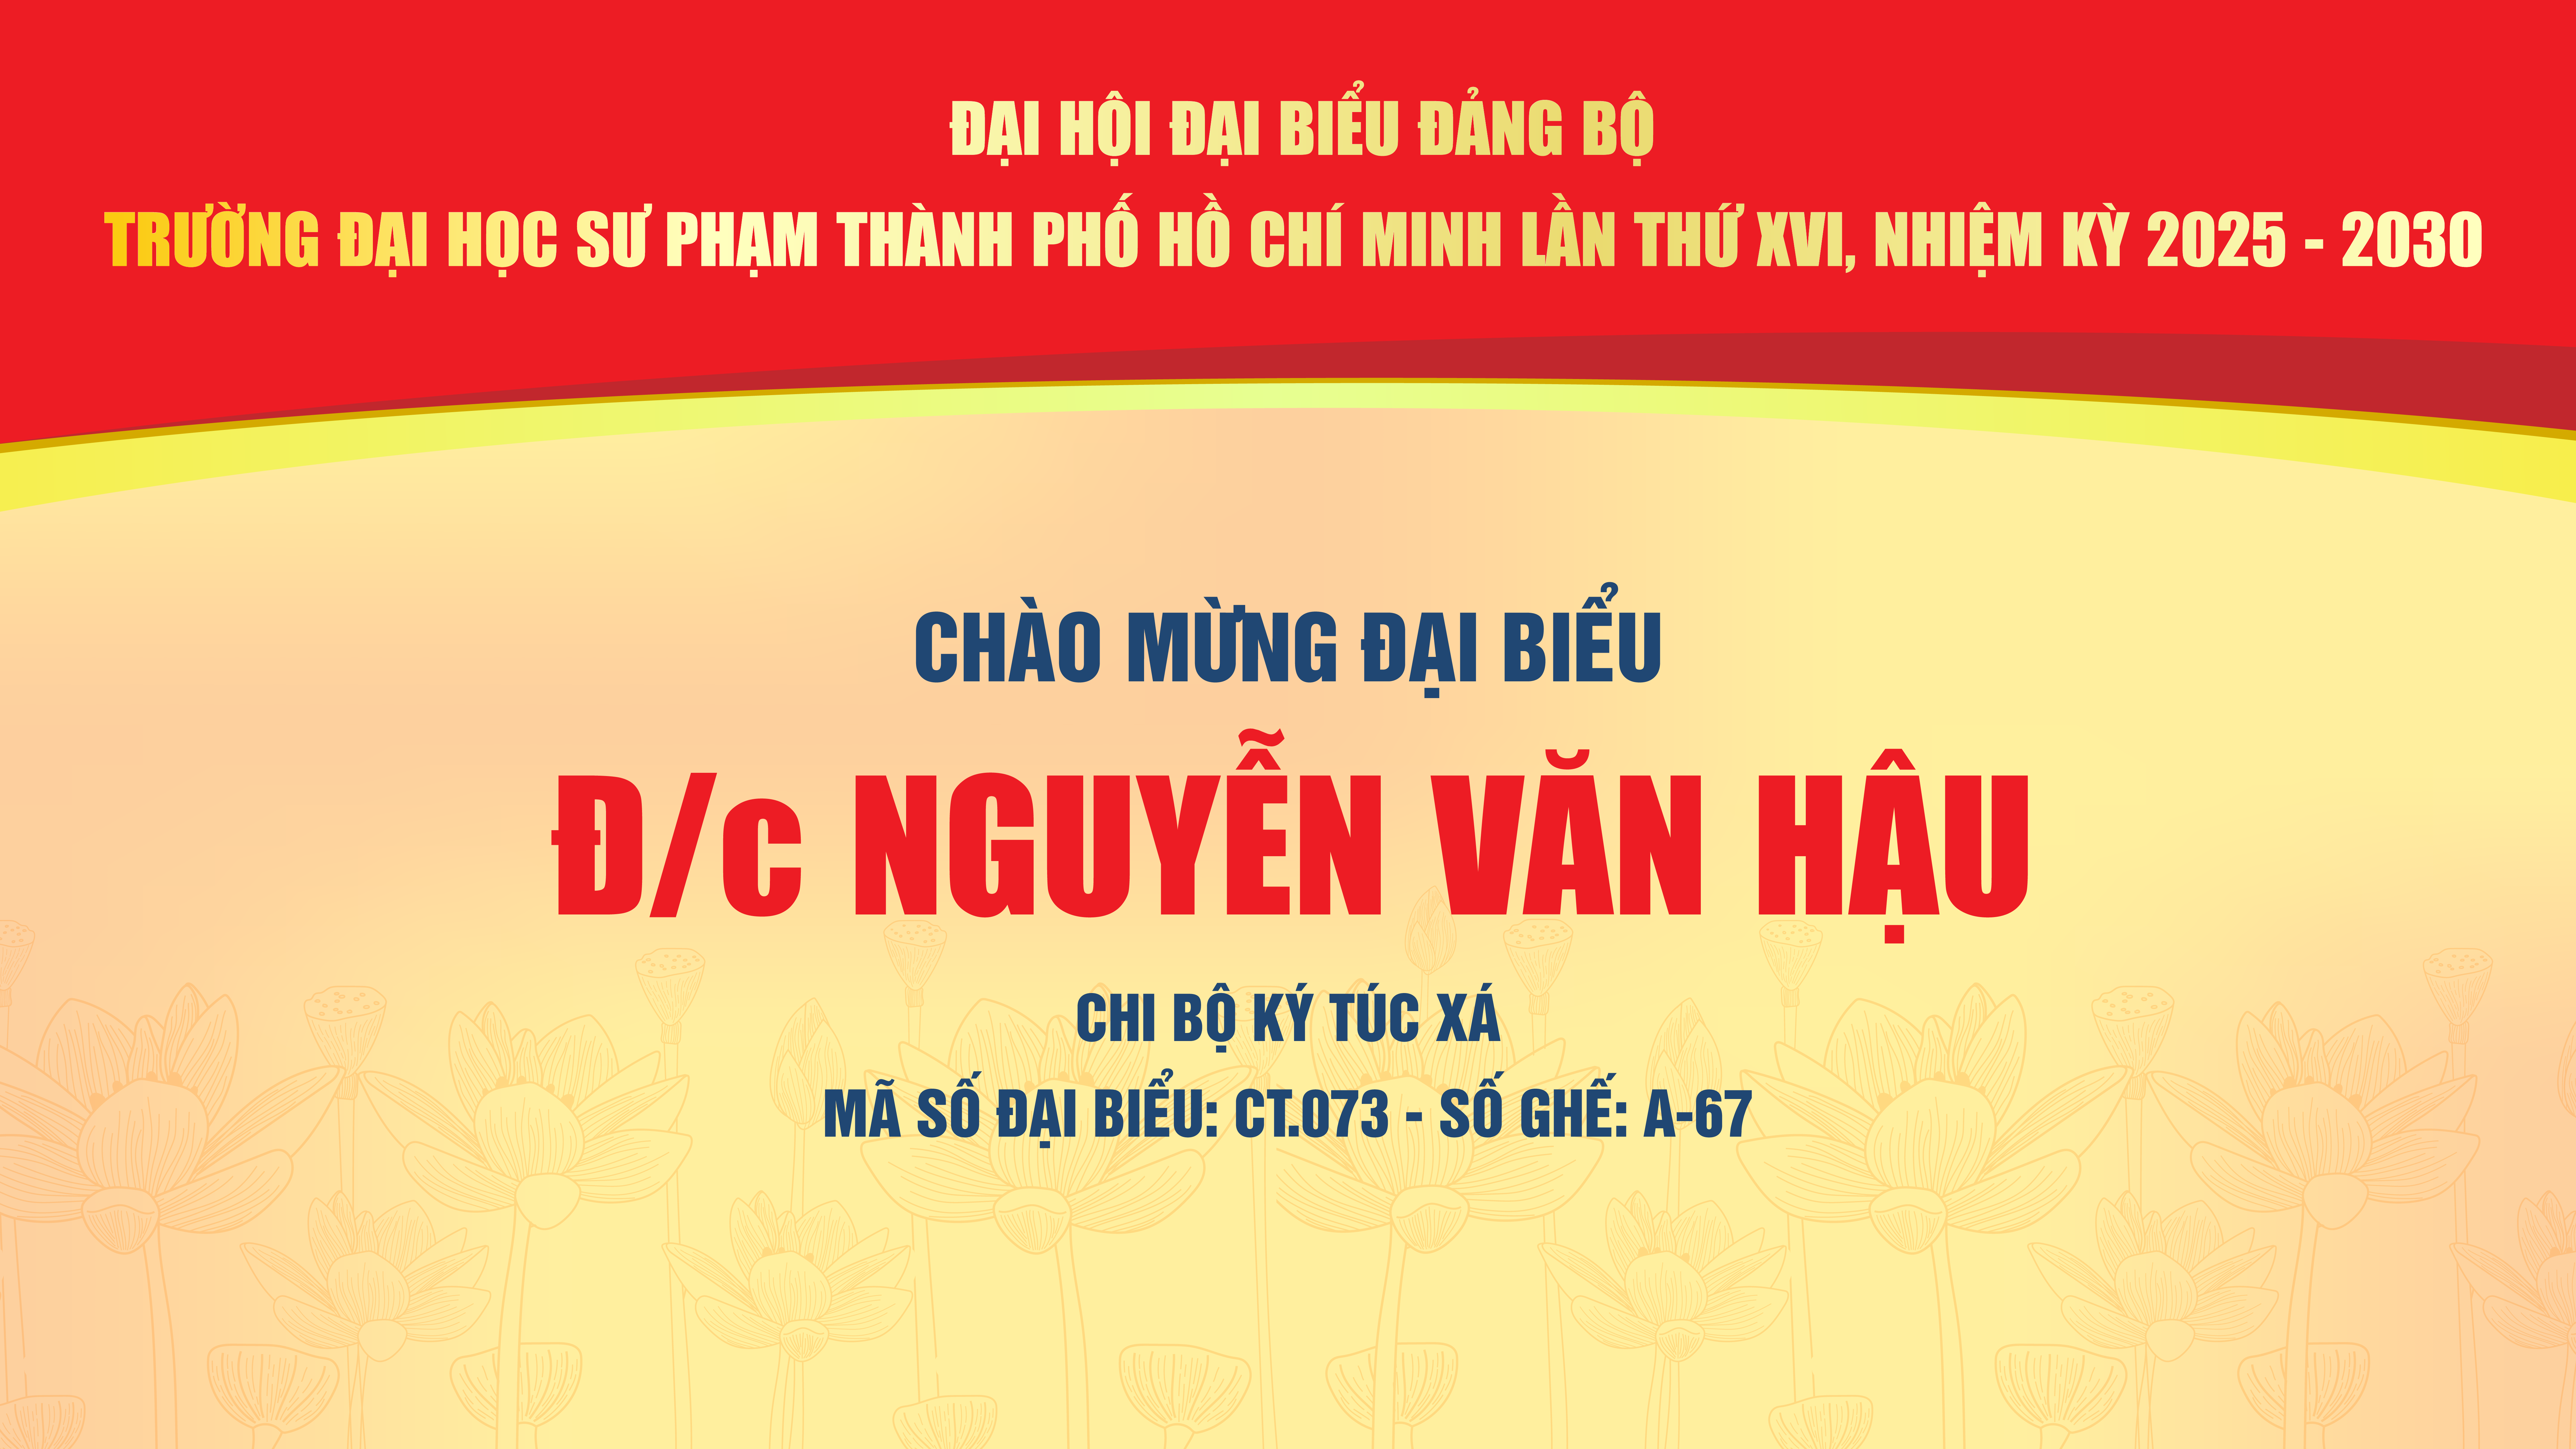 ĐẠI HỘI ĐẠI BIỂU ĐẢNG BỘ
TRƯỜNG ĐẠI HỌC SƯ PHẠM THÀNH PHỐ HỒ CHÍ MINH LẦN THỨ XVI, NHIỆM KỲ 2025 - 2030
CHÀO MỪNG ĐẠI BIỂU
Đ/c NGUYỄN VĂN HẬU
CHI BỘ KÝ TÚC XÁ
MÃ SỐ ĐẠI BIỂU: CT.073 - SỐ GHẾ: A-67